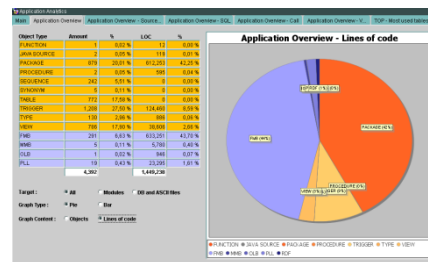 Application Analytics
Main Application Overview Application Overview - Source... Application Overview - SQL Application Overview - Call Application Overview - V... TOP - Most used tables
Object Type Amount % LOC %
FUNCTION 1 0,02 % 12 0,00 %
JAVA SOURCE 2 0,05 % 119 0,01 %
PACKAGE 879 20,01 % 612,253 42,25 %
PROCEDURE 2 0,05 % 595 0,04 %
SEQUENCE 242 5,51 % 0 0,00 %
SYNONYM 5 0,11 % 0 0,00 %
TABLE 772 17,58 % 0 0,00 %
TRIGGER 1,208 27,50 % 124,468 8,59 %
TYPE 130 2,96 % 0,06 %
VIEW 786 17,90 % 2,66 %
FMB 291 6,63 % 633,251 43,70 %
MMB 5 0,11 % 5,785 0,40 %
OLB 1 0,02 % 946 0,07 %
PLL 19 0,43 % 23,295 1,61 %
4,392 1,449,238
Target : All Modules DB and ASCII files
Graph Type : Pie Bar
Graph Content : Objects Lines of code
Application Overview - Lines of code
FMB (44%)
PACKAGE (42%)
FUNCTION JAVA SOURCE PACKAGE PROCEDURE TRIGGER TYPE VIEW
FMB MMB OLB PLL RDF